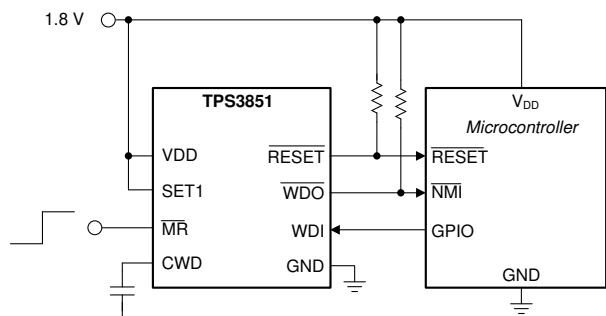 1.8 V
TPS3851
VDD
SET1
MR
CWD
RESET
WDO
WDI
GND
VDD
Microcontroller
RESET
NMI
GPIO
GND